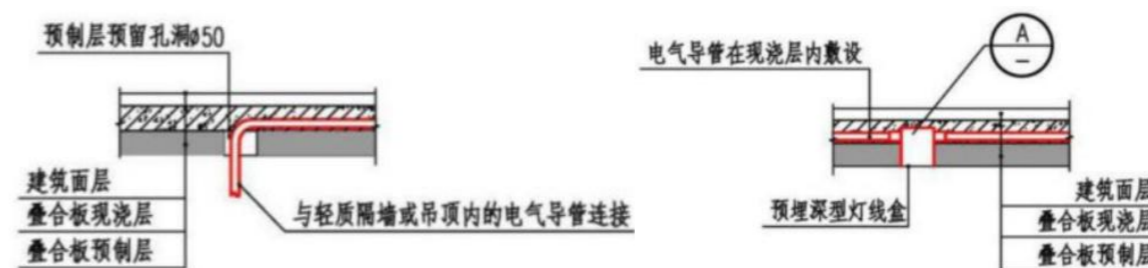 预制层预留孔洞ø50
建筑面层
叠合板现浇层
叠合板预制层
与轻质隔墙或吊顶内的电气导管连接
电气导管在现浇层内敷设
A
–
预埋深型灯线盒
建筑面层
叠合板现浇层
叠合板预制层